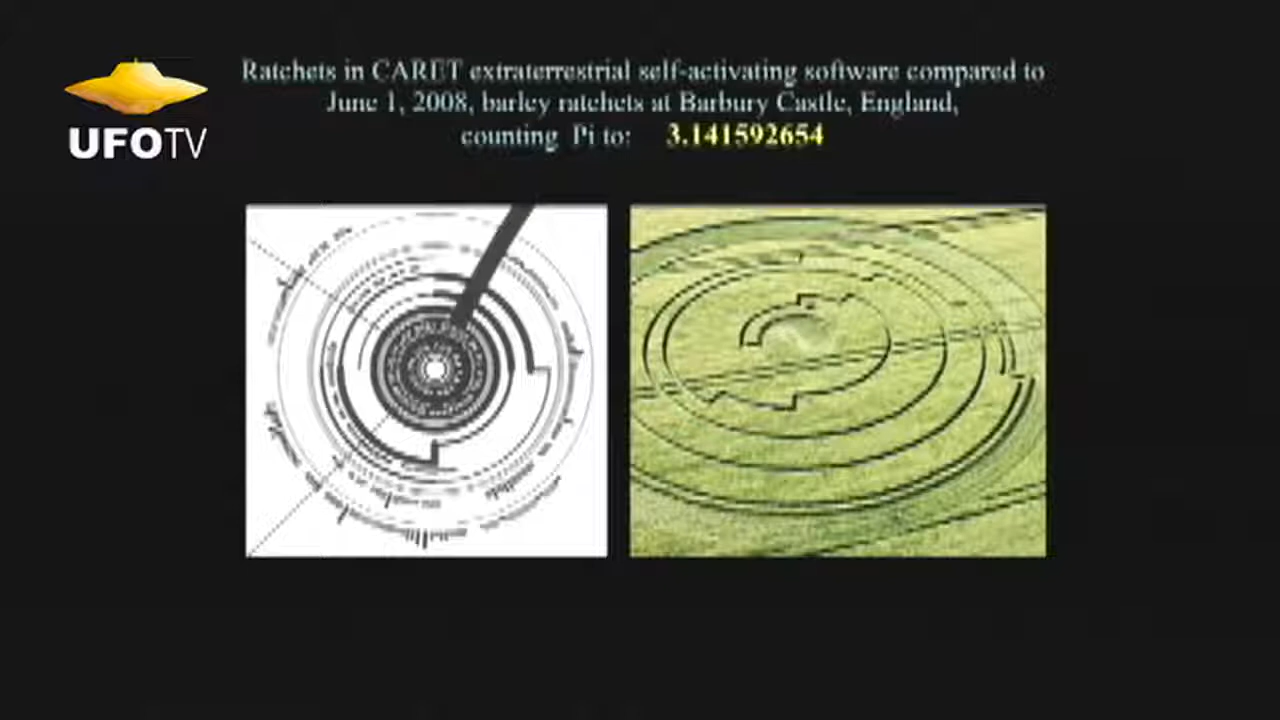 UFOTV
Ratchets in CARET extraterrestrial self-activating software compared to
June 1, 2008, barley ratchets at Barbury Castle, England,
counting Pi to: 3.141592654